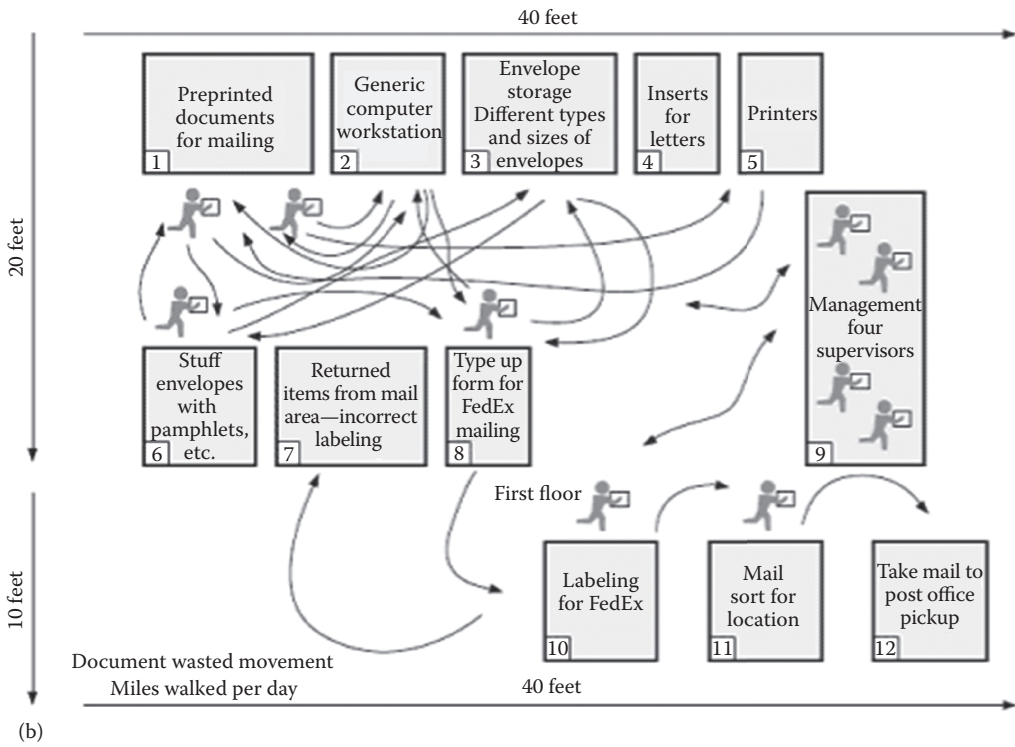 40 feet
20 feet
Preprinted
documents
for mailing
1
Generic
computer
workstation
2
Envelope
storage
Different types
and sizes of
envelopes
3
Inserts
for
letters
4
Printers
5
Management
four
supervisors
9
Stuff
envelopes
with
pamphlets,
etc.
6
Returned
items from mail
area—incorrect
labeling
7
Type up
form for
FedEx
mailing
8
First floor
10 feet
Labeling
for FedEx
10
Mail
sort for
location
11
Take mail to
post office
pickup
12
Document wasted movement
Miles walked per day
40 feet
(b)